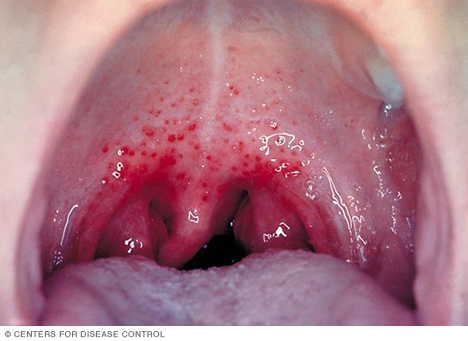 © CENTERS FOR DISEASE CONTROL